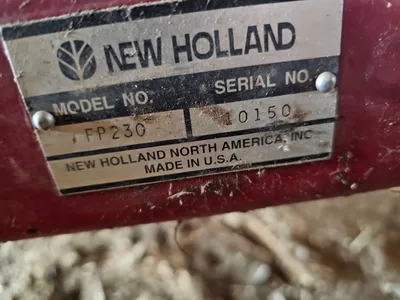 NEW HOLLAND
MODEL NO. SERIAL NO.
FP230 10150
NEW HOLLAND NORTH AMERICA, INC.
MADE IN U.S.A.